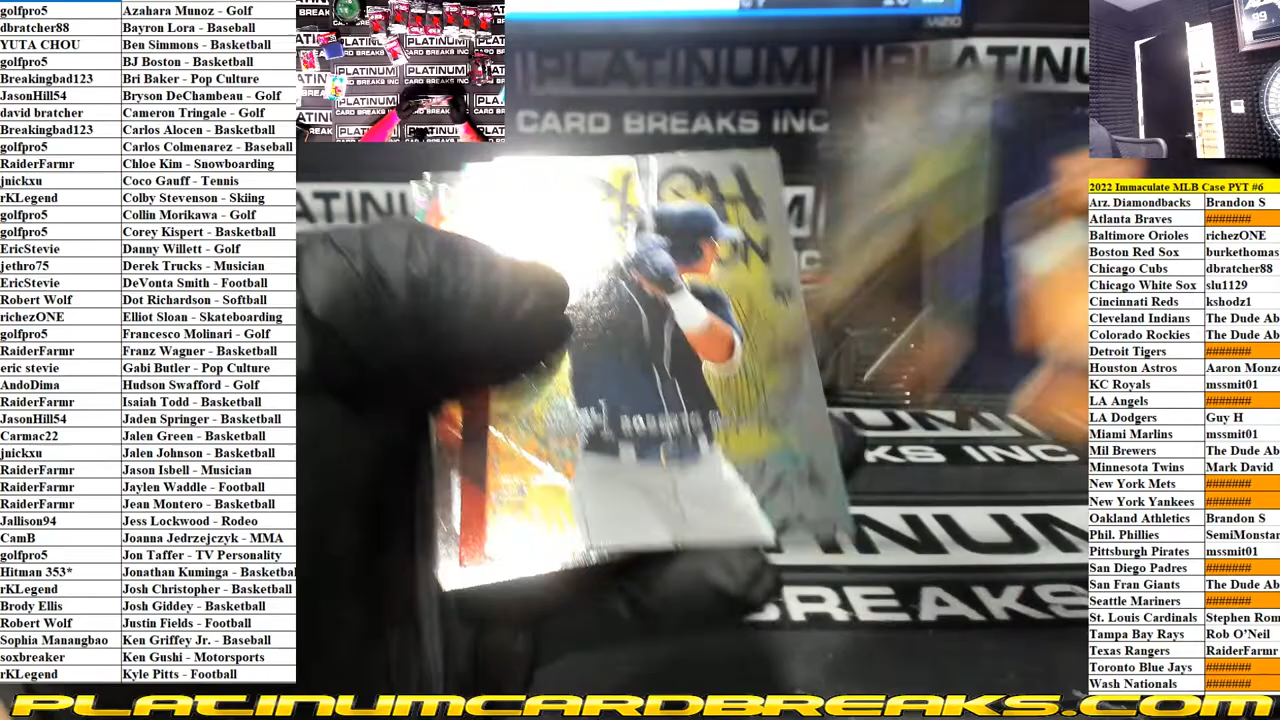 golfpro5 Azahara Munoz - Golf
dbratcher88 Bayron Lora - Baseball
YUTA CHOU Ben Simmons - Basketball
golfpro5 BJ Boston - Basketball
Breakingbad123 Bri Baker - Pop Culture
JasonHill54 Bryson DeChambeau - Golf
david bratcher Cameron Tringale - Golf
Breakingbad123 Carlos Alocen - Basketball
golfpro5 Carlos Colmenarez - Baseball
RaiderFarmr Chloe Kim - Snowboarding
jnickxu Coco Gauff - Tennis
rKLegend Colby Stevenson - Skiing
golfpro5 Collin Morikawa - Golf
golfpro5 Corey Kispert - Basketball
EricStevie Danny Willett - Golf
jethro75 Derek Trucks - Musician
EricStevie DeVonta Smith - Football
Robert Wolf Dot Richardson - Softball
richezONE Elliot Sloan - Skateboarding
golfpro5 Francesco Molinari - Golf
RaiderFarmr Franz Wagner - Basketball
eric stevie Gabi Butler - Pop Culture
AndoDima Hudson Swafford - Golf
RaiderFarmr Isaiah Todd - Basketball
JasonHill54 Jaden Springer - Basketball
Carmac22 Jalen Green - Basketball
jnickxu Jalen Johnson - Basketball
RaiderFarmr Jason Isbell - Musician
RaiderFarmr Jaylen Waddle - Football
RaiderFarmr Jean Montero - Basketball
Jallison94 Jess Lockwood - Rodeo
CamB Joanna Jedrzejczyk - MMA
golfpro5 Jon Taffer - TV Personality
Hitman 353* Jonathan Kuminga - Basketbal
rKLegend Josh Christopher - Basketball
Brody Ellis Josh Giddey - Basketball
Robert Wolf Justin Fields - Football
Sophia Manangbao Ken Griffey Jr. - Baseball
soxbreaker Ken Gushi - Motorsports
rKLegend Kyle Pitts - Football
PLATINUM
CARD BREAKS INC
2022 Immaculate MLB Case PYT #6
Arz. Diamondbacks Brandon S
Atlanta Braves #######
Baltimore Orioles richezONE
Boston Red Sox burkethomas
Chicago Cubs dbratcher88
Chicago White Sox slu1129
Cincinnati Reds kshodz1
Cleveland Indians The Dude Ab
Colorado Rockies The Dude Ab
Detroit Tigers #######
Houston Astros Aaron Monzo
KC Royals mssmit01
LA Angels #######
LA Dodgers Guy H
Miami Marlins mssmit01
Mil Brewers The Dude Ab
Minnesota Twins Mark David
New York Mets #######
New York Yankees #######
Oakland Athletics Brandon S
Phil. Phillies SemiMonstar
Pittsburgh Pirates mssmit01
San Diego Padres #######
San Fran Giants The Dude Ab
Seattle Mariners #######
St. Louis Cardinals Stephen Rom
Tampa Bay Rays Rob O'Neil
Texas Rangers RaiderFarmr
Toronto Blue Jays #######
Wash Nationals #######
PLATINUMCARDBREAKS.COM